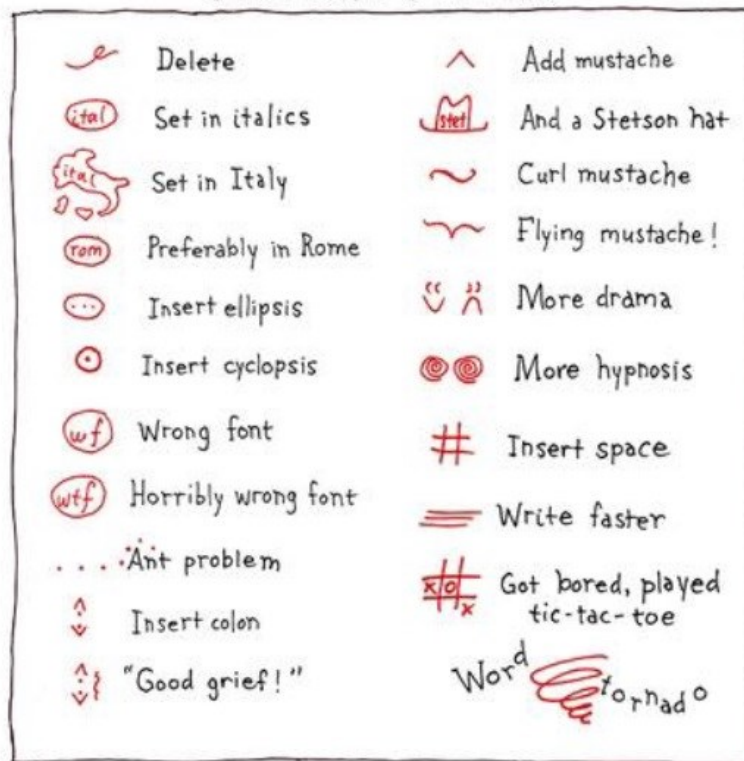 Delete
ital Set in italics
ital Set in Italy
rom Preferably in Rome
... Insert ellipsis
Insert cyclopsis
wf Wrong font
wtf Horribly wrong font
Ant problem
Insert colon
"Good grief!"
Add mustache
stet And a Stetson hat
Curl mustache
Flying mustache!
More drama
More hypnosis
# Insert space
Write faster
X O X Got bored, played
tic-tac-toe
Word tornado